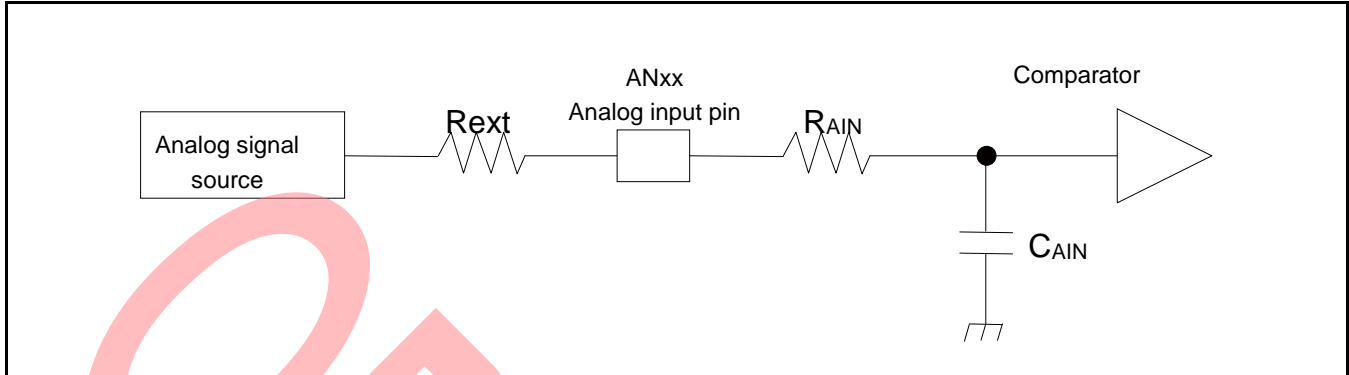 Analog signal
source
Rext
ANxx
Analog input pin
RAIN
Comparator
CAIN